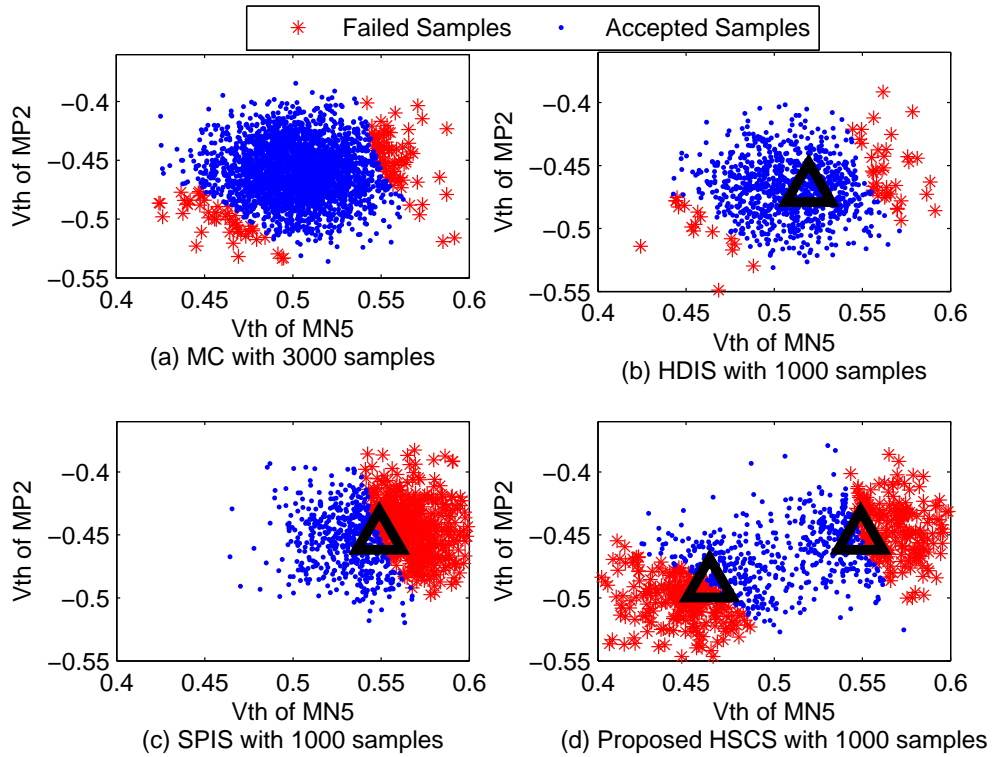 Failed Samples Accepted Samples
Vth of MP2
−0.4
−0.45
−0.5
−0.55
0.4 0.45 0.5 0.55 0.6
Vth of MN5
(a) MC with 3000 samples
Vth of MP2
−0.4
−0.45
−0.5
−0.55
0.4 0.45 0.5 0.55 0.6
Vth of MN5
(b) HDIS with 1000 samples
Vth of MP2
−0.4
−0.45
−0.5
−0.55
0.4 0.45 0.5 0.55 0.6
Vth of MN5
(c) SPIS with 1000 samples
Vth of MP2
−0.4
−0.45
−0.5
−0.55
0.4 0.45 0.5 0.55 0.6
Vth of MN5
(d) Proposed HSCS with 1000 samples